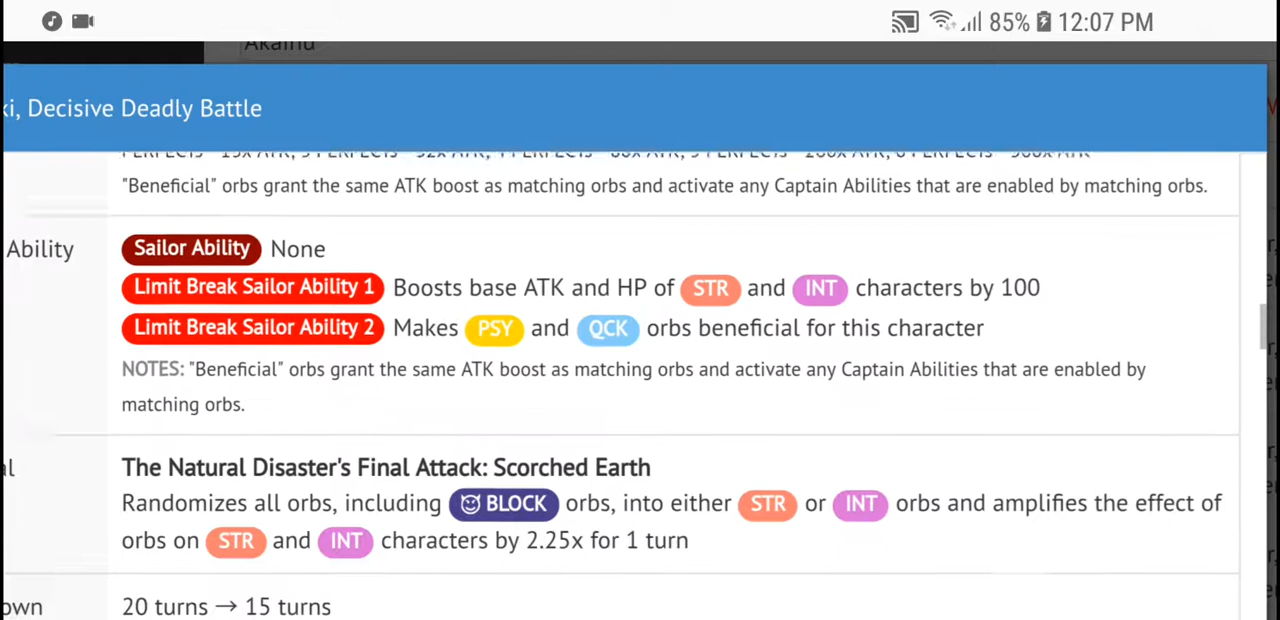 85% 12:07 PM
Akainu
ki, Decisive Deadly Battle
"Beneficial" orbs grant the same ATK boost as matching orbs and activate any Captain Abilities that are enabled by matching orbs.
Ability
Sailor Ability None
Limit Break Sailor Ability 1 Boosts base ATK and HP of STR and INT characters by 100
Limit Break Sailor Ability 2 Makes PSY and QCK orbs beneficial for this character
NOTES: "Beneficial" orbs grant the same ATK boost as matching orbs and activate any Captain Abilities that are enabled by
matching orbs.
al The Natural Disaster's Final Attack: Scorched Earth
Randomizes all orbs, including BLOCK orbs, into either STR or INT orbs and amplifies the effect of
orbs on STR and INT characters by 2.25x for 1 turn
own 20 turns → 15 turns